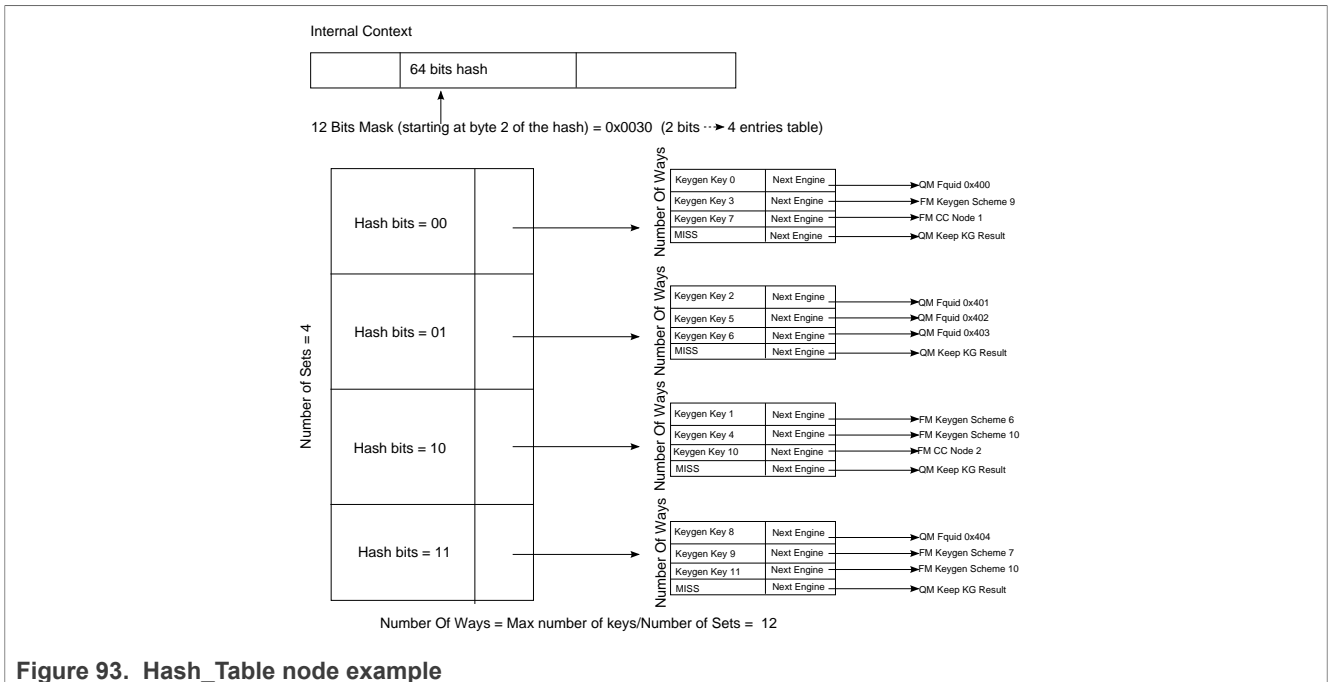 Internal Context
64 bits hash
12 Bits Mask (starting at byte 2 of the hash) = 0x0030 (2 bits ···➤ 4 entries table)
Number of Sets = 4
Hash bits = 00
Number Of Ways
Keygen Key 0 Next Engine QM Fquid 0x400
Keygen Key 3 Next Engine FM Keygen Scheme 9
Keygen Key 7 Next Engine FM CC Node 1
MISS Next Engine QM Keep KG Result
Hash bits = 01
Number Of Ways
Keygen Key 2 Next Engine QM Fquid 0x401
Keygen Key 5 Next Engine QM Fquid 0x402
Keygen Key 6 Next Engine QM Fquid 0x403
MISS Next Engine QM Keep KG Result
Hash bits = 10
Number Of Ways
Keygen Key 1 Next Engine FM Keygen Scheme 6
Keygen Key 4 Next Engine FM Keygen Scheme 10
Keygen Key 10 Next Engine FM CC Node 2
MISS Next Engine QM Keep KG Result
Hash bits = 11
Number Of Ways
Keygen Key 8 Next Engine QM Fquid 0x404
Keygen Key 9 Next Engine FM Keygen Scheme 7
Keygen Key 11 Next Engine FM Keygen Scheme 10
MISS Next Engine QM Keep KG Result
Number Of Ways = Max number of keys/Number of Sets = 12
Figure 93. Hash_Table node example